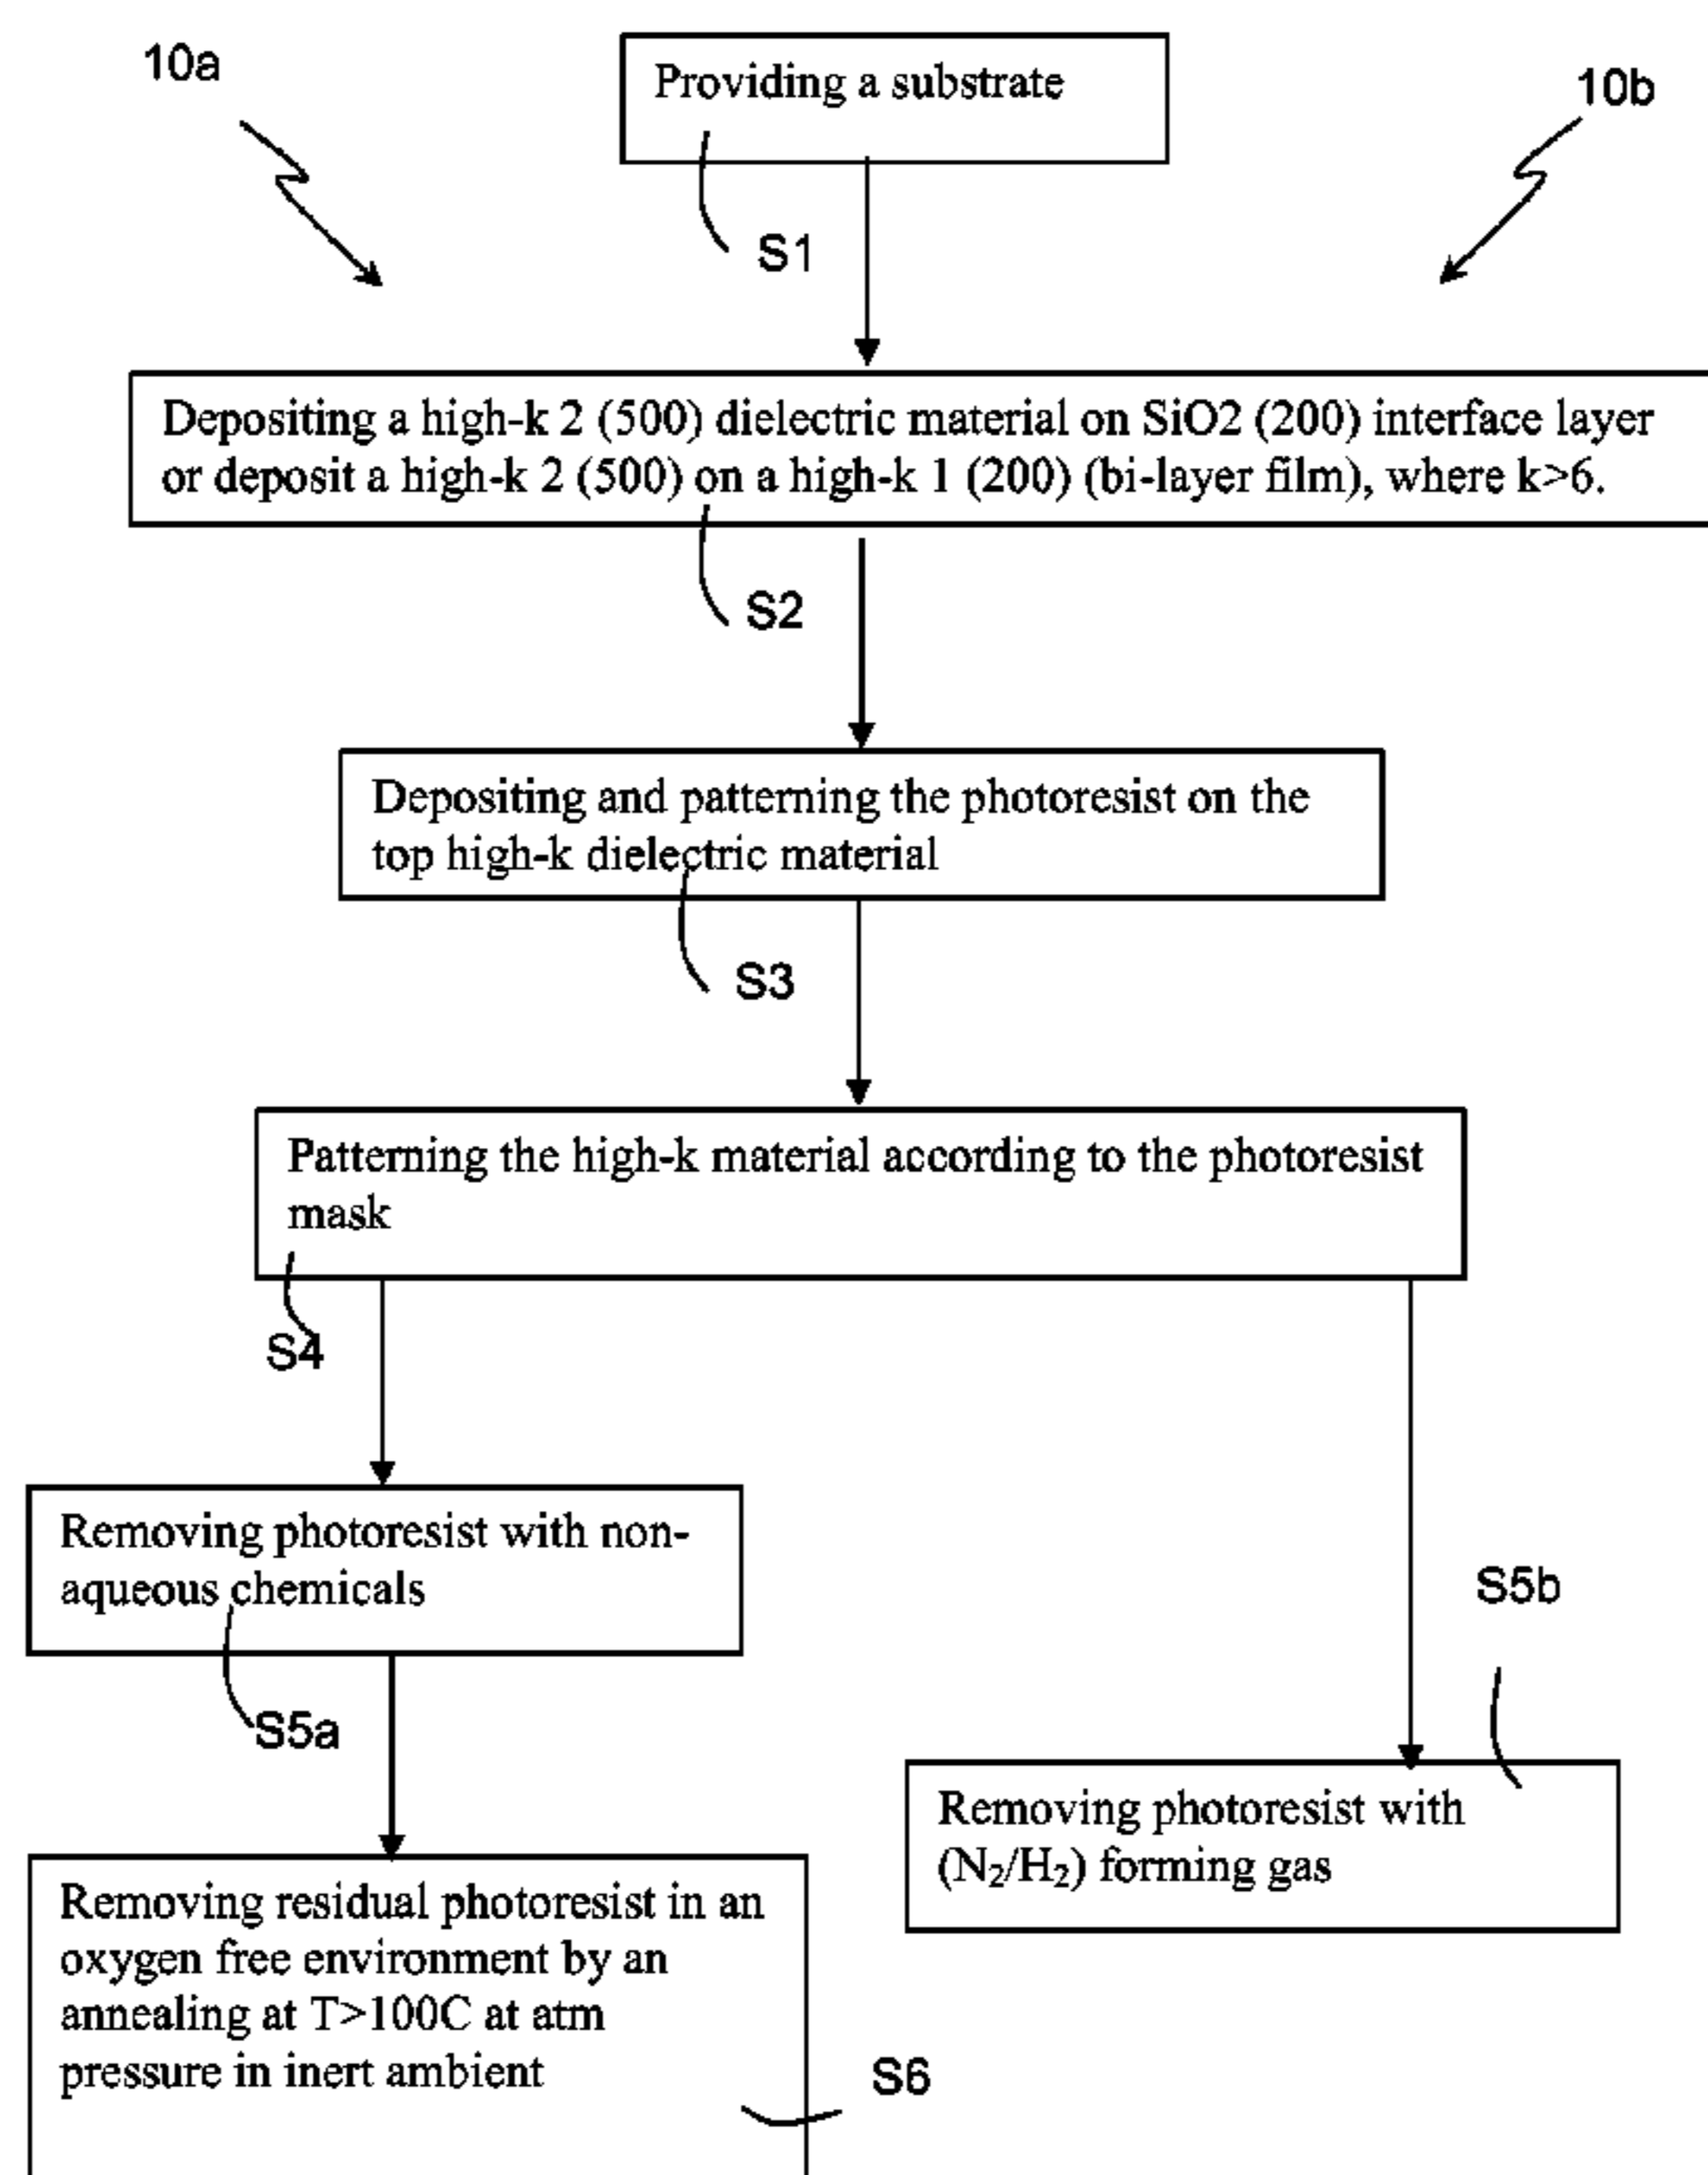 10a
Providing a substrate
10b
S1
Depositing a high-k 2 (500) dielectric material on SiO2 (200) interface layer
or deposit a high-k 2 (500) on a high-k 1 (200) (bi-layer film), where k>6.
S2
Depositing and patterning the photoresist on the
top high-k dielectric material
S3
Patterning the high-k material according to the photoresist
mask
S4
Removing photoresist with non-
aqueous chemicals
S5a
S5b
Removing photoresist with
(N₂/H₂) forming gas
Removing residual photoresist in an
oxygen free environment by an
annealing at T>100C at atm
pressure in inert ambient
S6